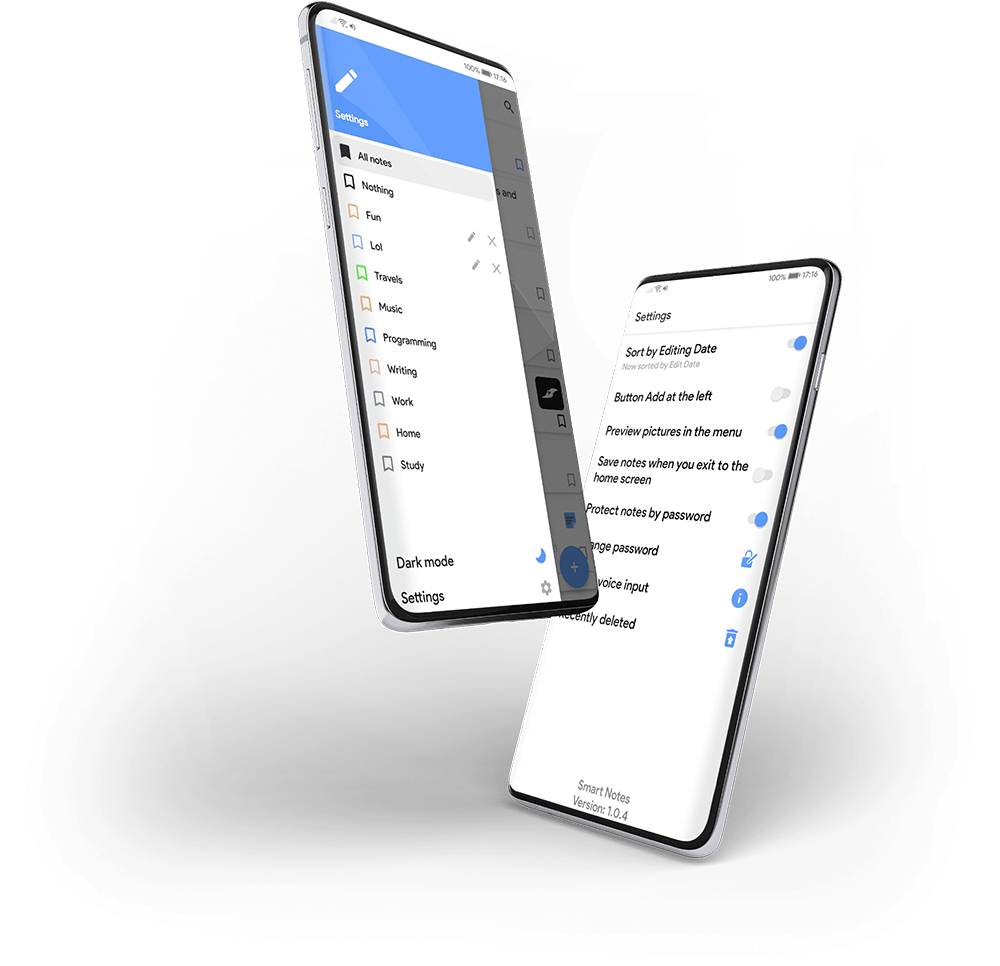 100% 17:16
Settings
All notes
Nothing
Fun
Lol
Travels
Music
Programming
Writing
Work
Home
Study
Dark mode
Settings
s and
100% 17:16
Settings
Sort by Editing Date
Now sorted by Edit Date
Button Add at the left
Preview pictures in the menu
Save notes when you exit to the
home screen
Protect notes by password
ange password
voice input
ecently deleted
Smart Notes
Version: 1.0.4